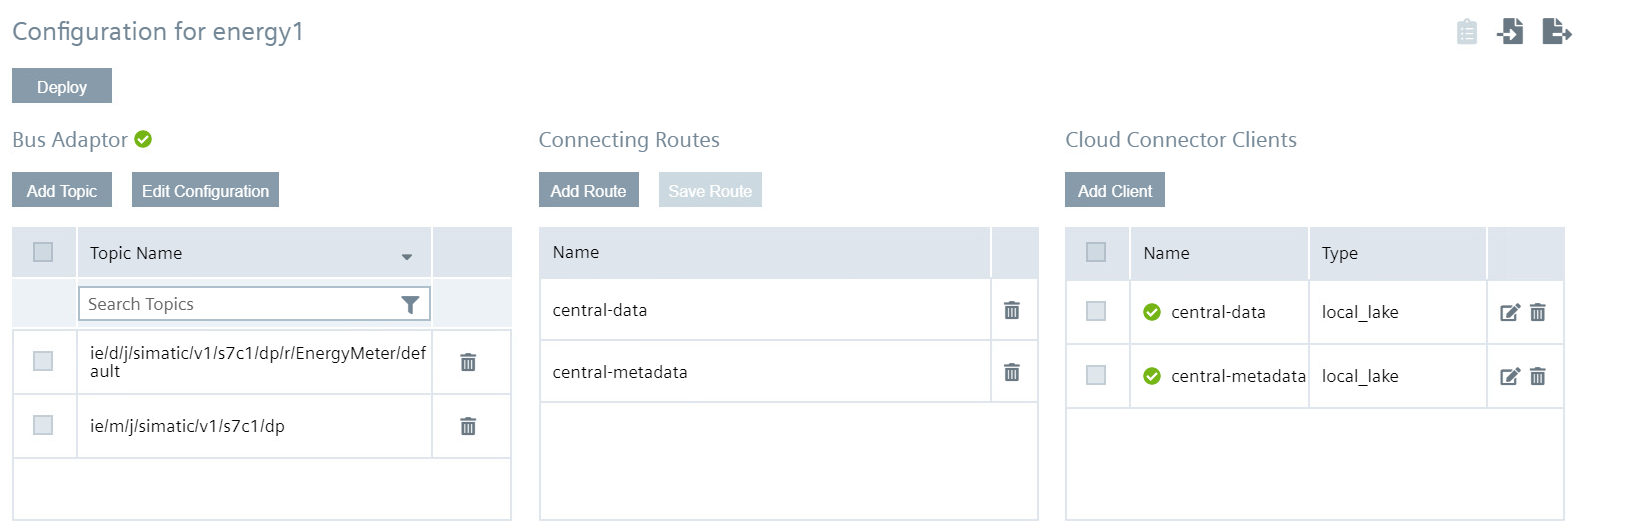 Configuration for energy1
Deploy
Bus Adaptor
Add Topic
Edit Configuration
Topic Name
Search Topics
ie/d/j/simatic/v1/s7c1/dp/r/EnergyMeter/def
ault
ie/m/j/simatic/v1/s7c1/dp
Connecting Routes
Add Route
Save Route
Name
central-data
central-metadata
Cloud Connector Clients
Add Client
Name
Type
central-data
local_lake
central-metadata
local_lake